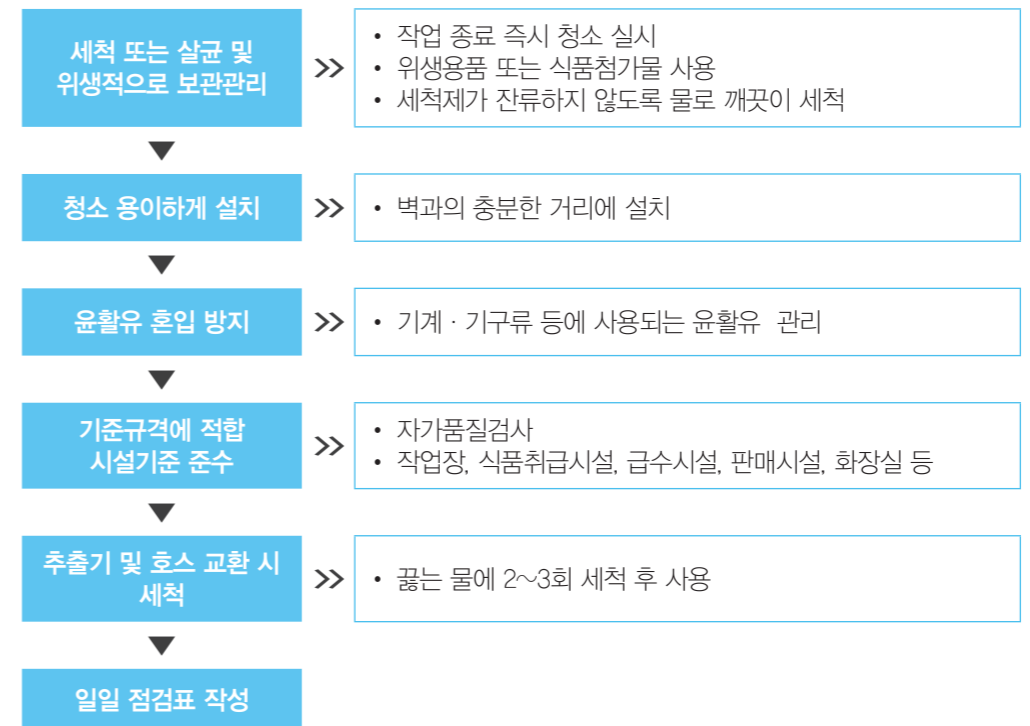 세척 또는 살균 및
위생적으로 보관관리
• 작업 종료 즉시 청소 실시
• 위생용품 또는 식품첨가물 사용
• 세척제가 잔류하지 않도록 물로 깨끗이 세척
청소 용이하게 설치
• 벽과의 충분한 거리에 설치
윤활유 혼입 방지
• 기계 · 기구류 등에 사용되는 윤활유 관리
기준규격에 적합
시설기준 준수
• 자가품질검사
• 작업장, 식품취급시설, 급수시설, 판매시설, 화장실 등
추출기 및 호스 교환 시
세척
• 끓는 물에 2~3회 세척 후 사용
일일 점검표 작성